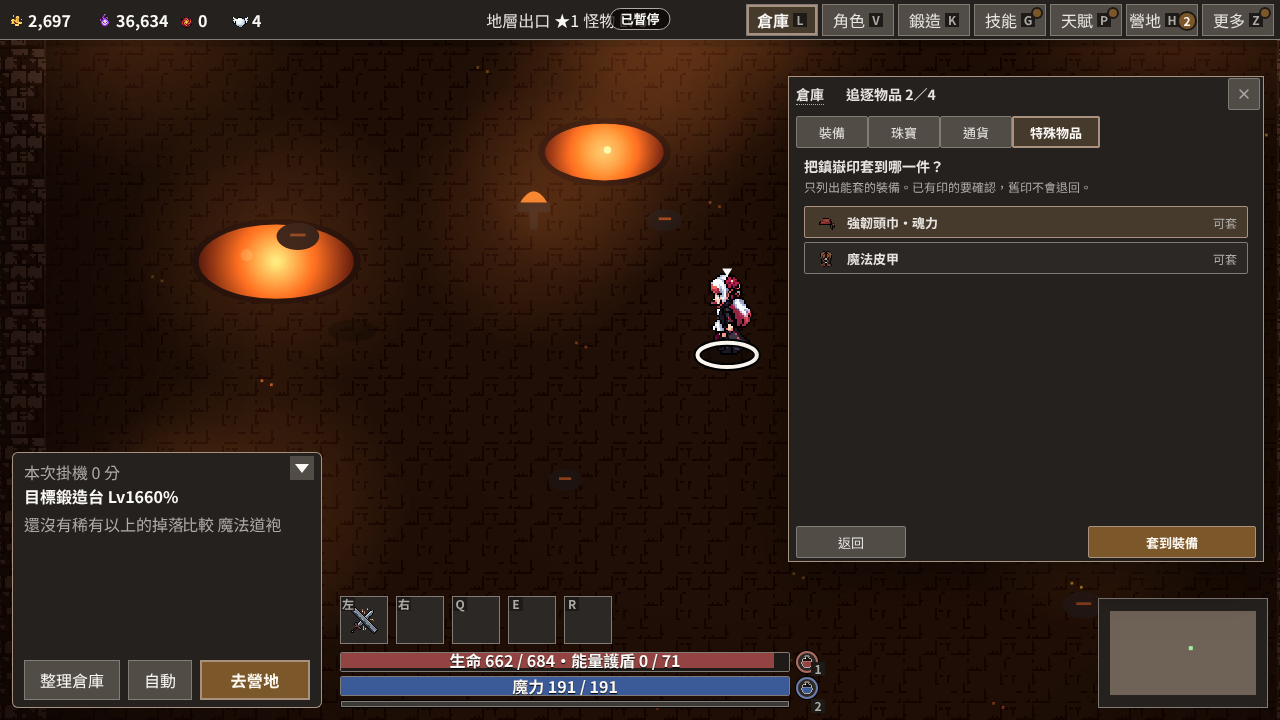 2,697
36,634
0
4
地層出口 ★1 怪物
已暫停
倉庫 L
角色 V
鍛造 K
技能 G
天賦 P
營地 H 2
更多 Z
倉庫 追逐物品 2／4
裝備
珠寶
通貨
特殊物品
把鎮嶽印套到哪一件？
只列出能套的裝備。已有印的要確認，舊印不會退回。
強韌頭巾・魂力 可套
魔法皮甲 可套
返回
套到裝備
本次掛機 0 分
目標鍛造台 Lv1660%
還沒有稀有以上的掉落比較 魔法道袍
整理倉庫
自動
去營地
左
右
Q
E
R
生命 662 / 684・能量護盾 0 / 71
1
魔力 191 / 191
2